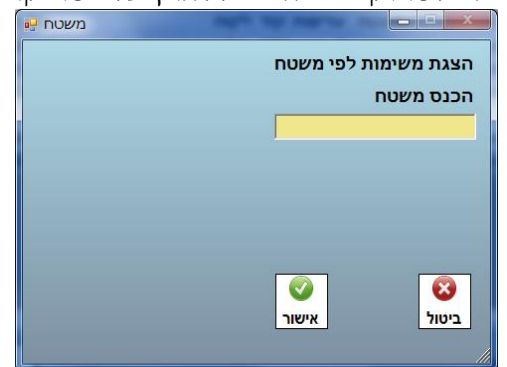 משטח
הצגת משימות לפי משטח
הכנס משטח
אישור
ביטול